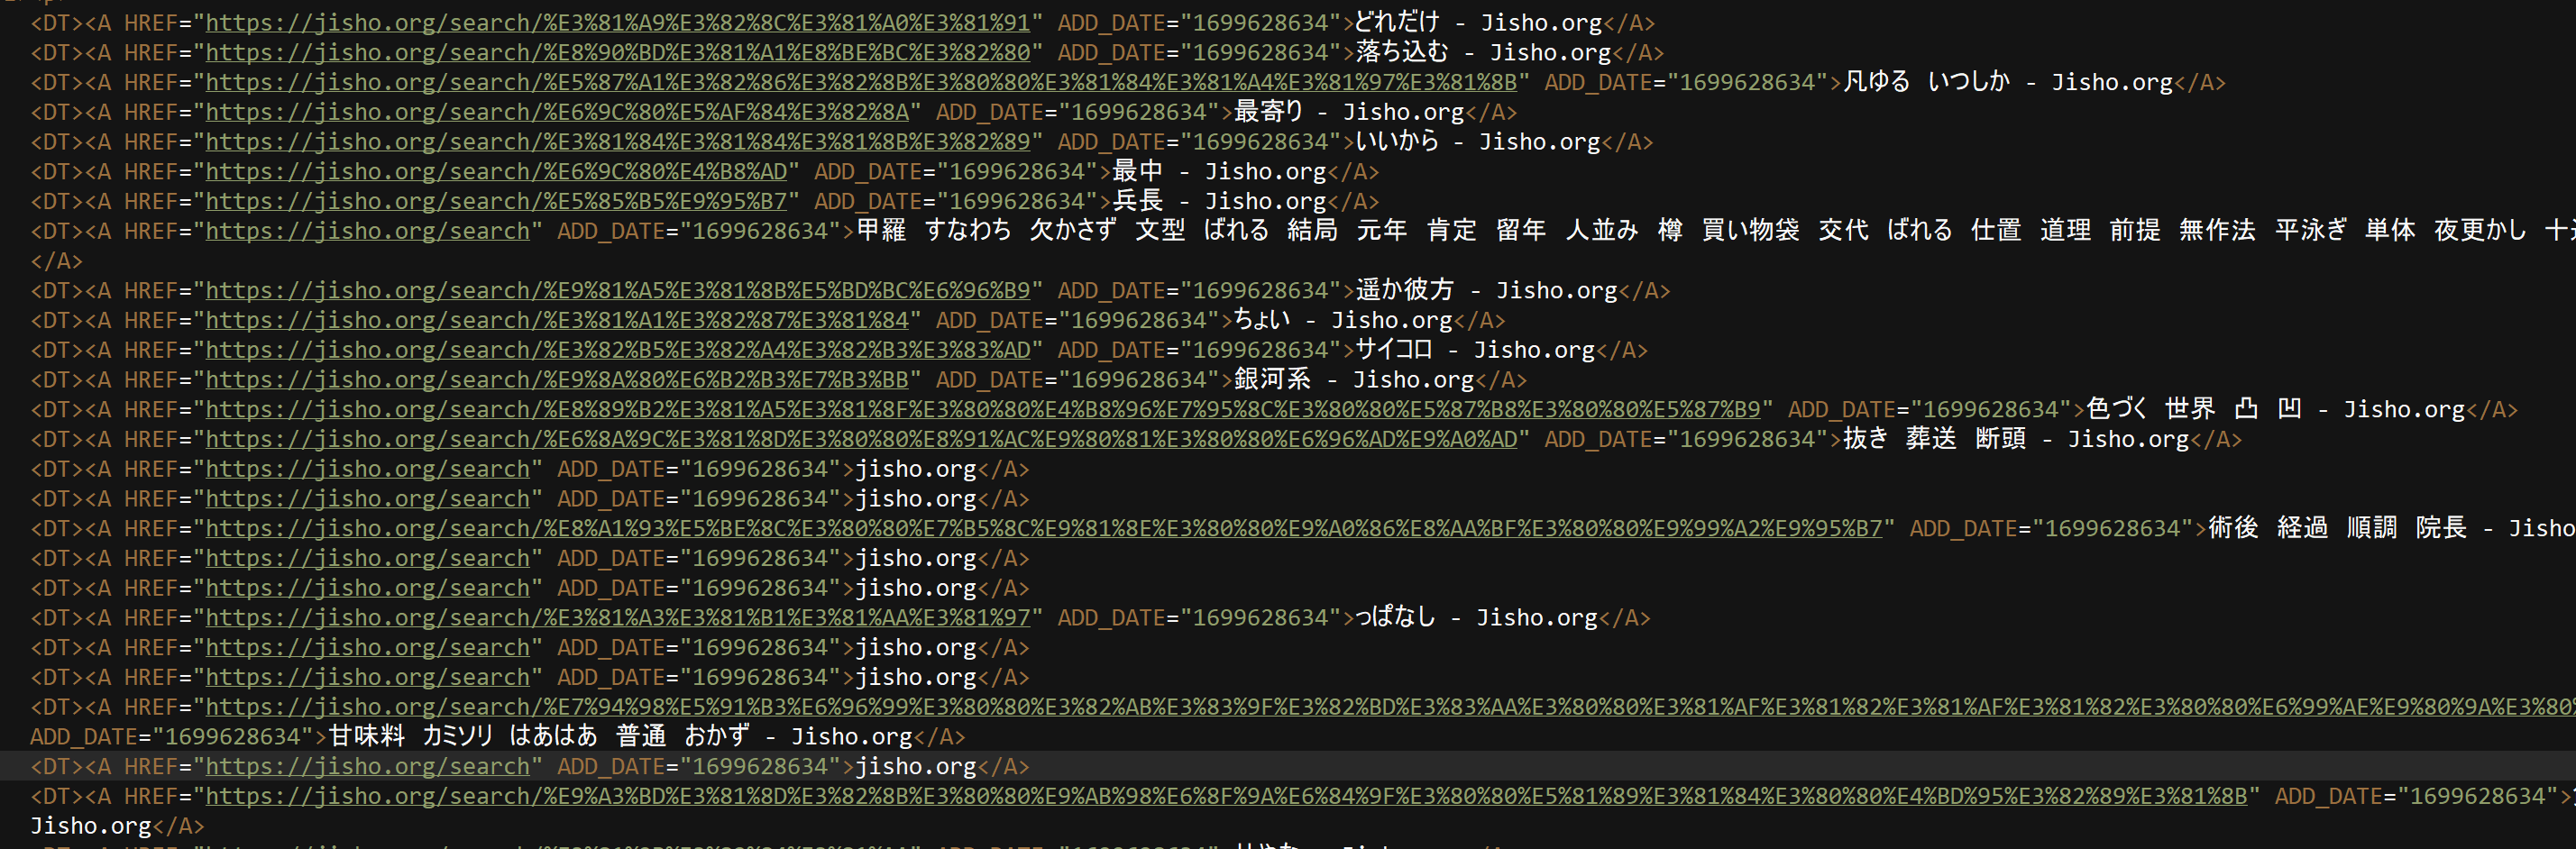 <DT><A HREF="https://jisho.org/search/%E3%81%A9%E3%82%8C%E3%81%A0%E3%81%91" ADD_DATE="1699628634">どれだけ - Jisho.org</A>
<DT><A HREF="https://jisho.org/search/%E8%90%BD%E3%81%A1%E8%BE%BC%E3%82%80" ADD_DATE="1699628634">落ち込む - Jisho.org</A>
<DT><A HREF="https://jisho.org/search/%E5%87%A1%E3%82%86%E3%82%8B%E3%80%80%E3%81%84%E3%81%A4%E3%81%97%E3%81%8B" ADD_DATE="1699628634">凡ゆる　いつしか - Jisho.org</A>
<DT><A HREF="https://jisho.org/search/%E6%9C%80%E5%AF%84%E3%82%8A" ADD_DATE="1699628634">最寄り - Jisho.org</A>
<DT><A HREF="https://jisho.org/search/%E3%81%84%E3%81%84%E3%81%8B%E3%82%89" ADD_DATE="1699628634">いいから - Jisho.org</A>
<DT><A HREF="https://jisho.org/search/%E6%9C%80%E4%B8%AD" ADD_DATE="1699628634">最中 - Jisho.org</A>
<DT><A HREF="https://jisho.org/search/%E5%85%B5%E9%95%B7" ADD_DATE="1699628634">兵長 - Jisho.org</A>
<DT><A HREF="https://jisho.org/search" ADD_DATE="1699628634">甲羅　すなわち　欠かさず　文型　ばれる　結局　元年　肯定　留年　人並み　樽　買い物袋　交代　ばれる　仕置　道理　前提　無作法　平泳ぎ　単体　夜更かし　十
</A>
<DT><A HREF="https://jisho.org/search/%E9%81%A5%E3%81%8B%E5%BD%BC%E6%96%B9" ADD_DATE="1699628634">遥か彼方 - Jisho.org</A>
<DT><A HREF="https://jisho.org/search/%E3%81%A1%E3%82%87%E3%81%84" ADD_DATE="1699628634">ちょい - Jisho.org</A>
<DT><A HREF="https://jisho.org/search/%E3%82%B5%E3%82%A4%E3%82%B3%E3%83%AD" ADD_DATE="1699628634">サイコロ - Jisho.org</A>
<DT><A HREF="https://jisho.org/search/%E9%8A%80%E6%B2%B3%E7%B3%BB" ADD_DATE="1699628634">銀河系 - Jisho.org</A>
<DT><A HREF="https://jisho.org/search/%E8%89%B2%E3%81%A5%E3%81%8F%E3%80%80%E4%B8%96%E7%95%8C%E3%80%80%E5%87%B8%E3%80%80%E5%87%B9" ADD_DATE="1699628634">色づく　世界　凸　凹 - Jisho.org</A>
<DT><A HREF="https://jisho.org/search/%E6%8A%9C%E3%81%8D%E3%80%80%E8%91%AC%E9%80%81%E3%80%80%E6%96%AD%E9%A0%AD" ADD_DATE="1699628634">抜き　葬送　断頭 - Jisho.org</A>
<DT><A HREF="https://jisho.org/search" ADD_DATE="1699628634">jisho.org</A>
<DT><A HREF="https://jisho.org/search" ADD_DATE="1699628634">jisho.org</A>
<DT><A HREF="https://jisho.org/search/%E8%A1%93%E5%BE%8C%E3%80%80%E7%B5%8C%E9%81%8E%E3%80%80%E9%A0%86%E8%AA%BF%E3%80%80%E9%99%A2%E9%95%B7" ADD_DATE="1699628634">術後　経過　順調　院長 - Jisho
<DT><A HREF="https://jisho.org/search" ADD_DATE="1699628634">jisho.org</A>
<DT><A HREF="https://jisho.org/search" ADD_DATE="1699628634">jisho.org</A>
<DT><A HREF="https://jisho.org/search/%E3%81%A3%E3%81%B1%E3%81%AA%E3%81%97" ADD_DATE="1699628634">っぱなし - Jisho.org</A>
<DT><A HREF="https://jisho.org/search" ADD_DATE="1699628634">jisho.org</A>
<DT><A HREF="https://jisho.org/search" ADD_DATE="1699628634">jisho.org</A>
<DT><A HREF="https://jisho.org/search/%E7%94%98%E5%91%B3%E6%96%99%E3%80%80%E3%82%AB%E3%83%9F%E3%82%BD%E3%83%AA%E3%80%80%E3%81%AF%E3%81%82%E3%81%AF%E3%81%82%E3%80%80%E6%99%AE%E9%80%9A%E3%80
ADD_DATE="1699628634">甘味料　カミソリ　はあはあ　普通　おかず - Jisho.org</A>
<DT><A HREF="https://jisho.org/search" ADD_DATE="1699628634">jisho.org</A>
<DT><A HREF="https://jisho.org/search/%E9%A3%BD%E3%81%8D%E3%82%8B%E3%80%80%E9%AB%98%E6%8F%9A%E6%84%9F%E3%80%80%E5%81%89%E3%81%84%E3%80%80%E4%BD%95%E3%82%89%E3%81%8B" ADD_DATE="1699628634">
Jisho.org</A>